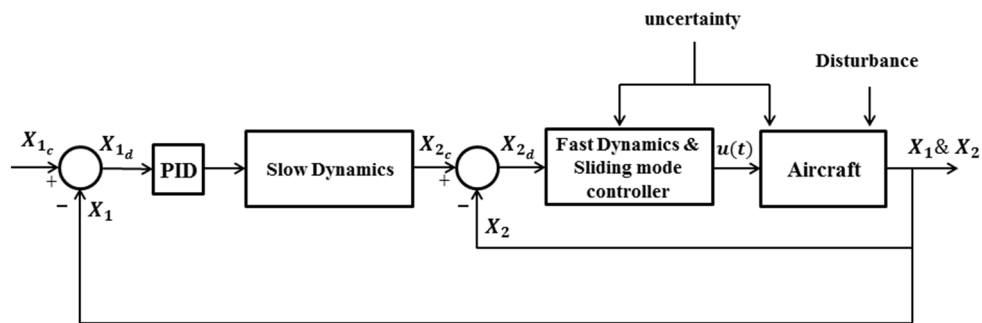 uncertainty
Disturbance
X1c
+
−
X1
X1d
PID
Slow Dynamics
X2c
+
−
X2
X2d
Fast Dynamics &
Sliding mode
controller
u(t)
Aircraft
X1& X2